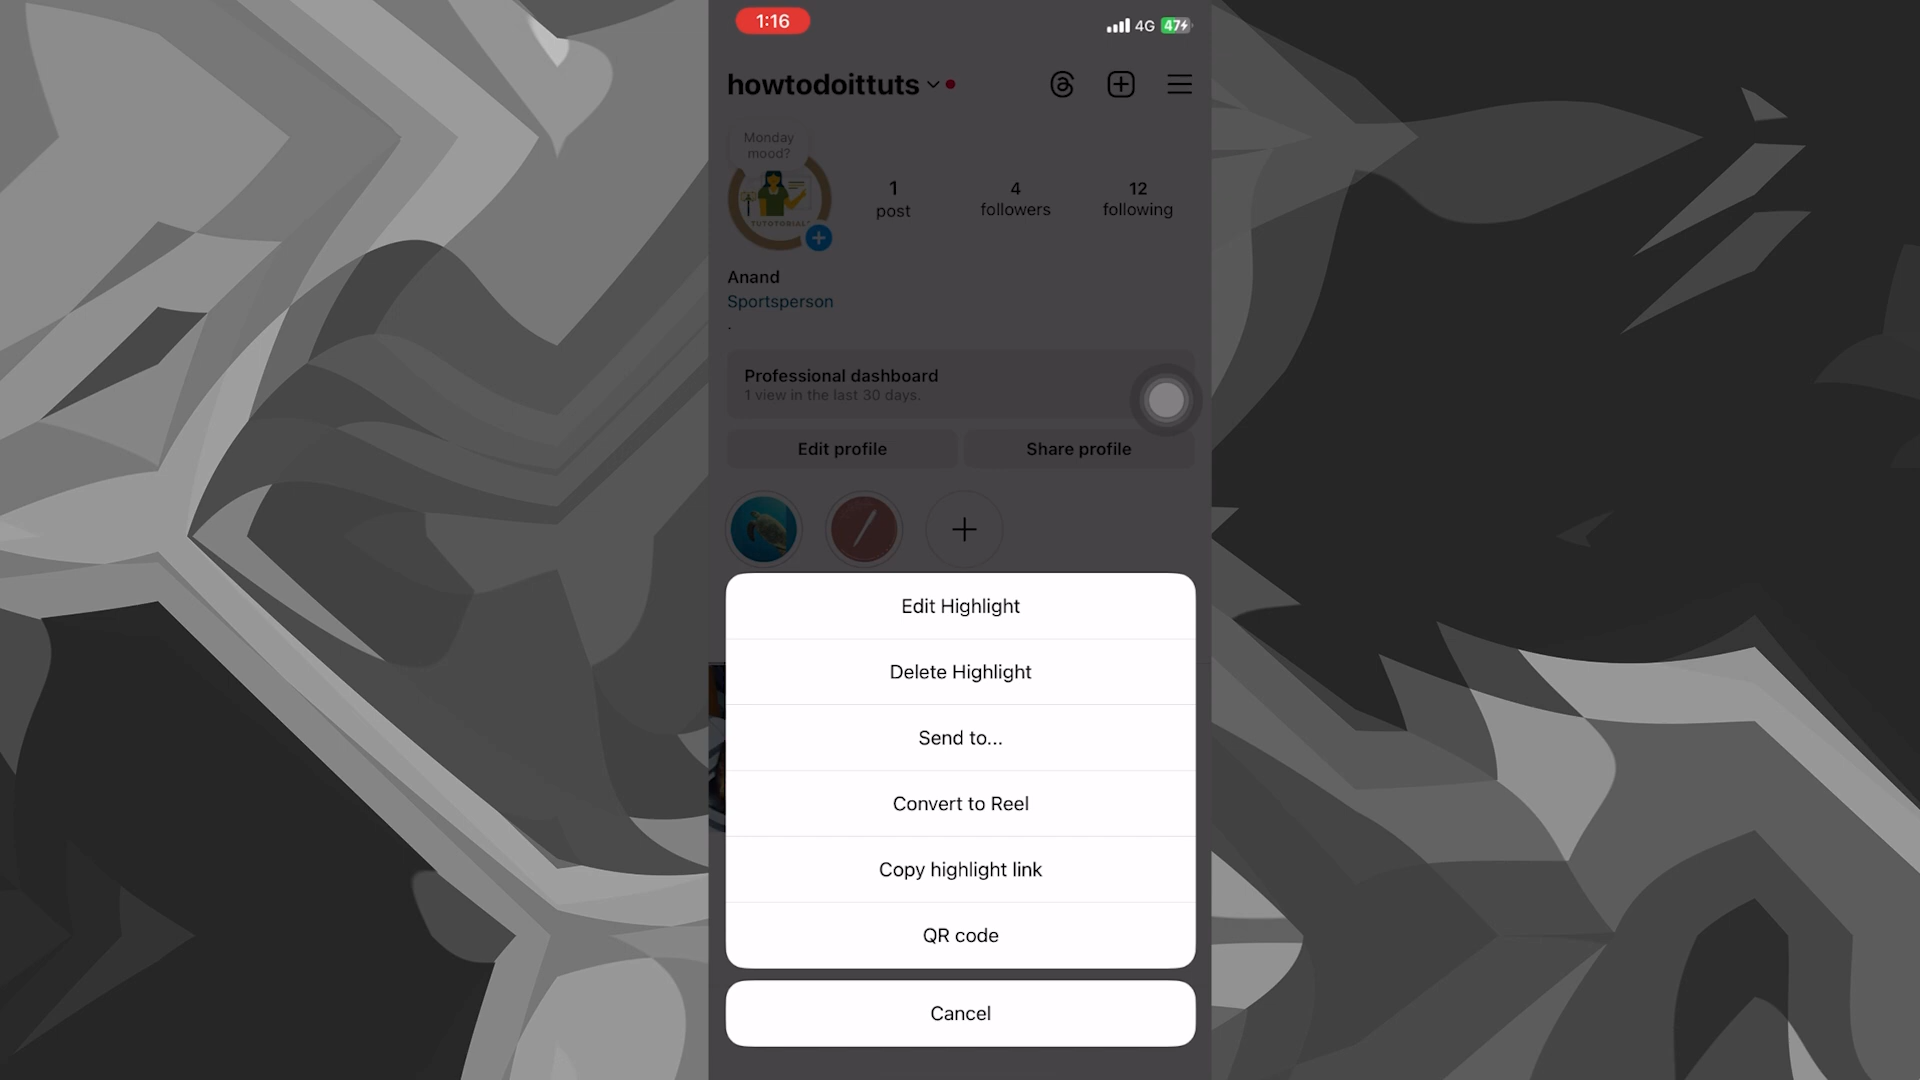 1:16
4G 47
howtodoittuts
Monday
mood?
TUTOTORIALS
1
post
4
followers
12
following
Anand
Sportsperson
.
Professional dashboard
1 view in the last 30 days.
Edit profile
Share profile
Edit Highlight
Delete Highlight
Send to...
Convert to Reel
Copy highlight link
QR code
Cancel